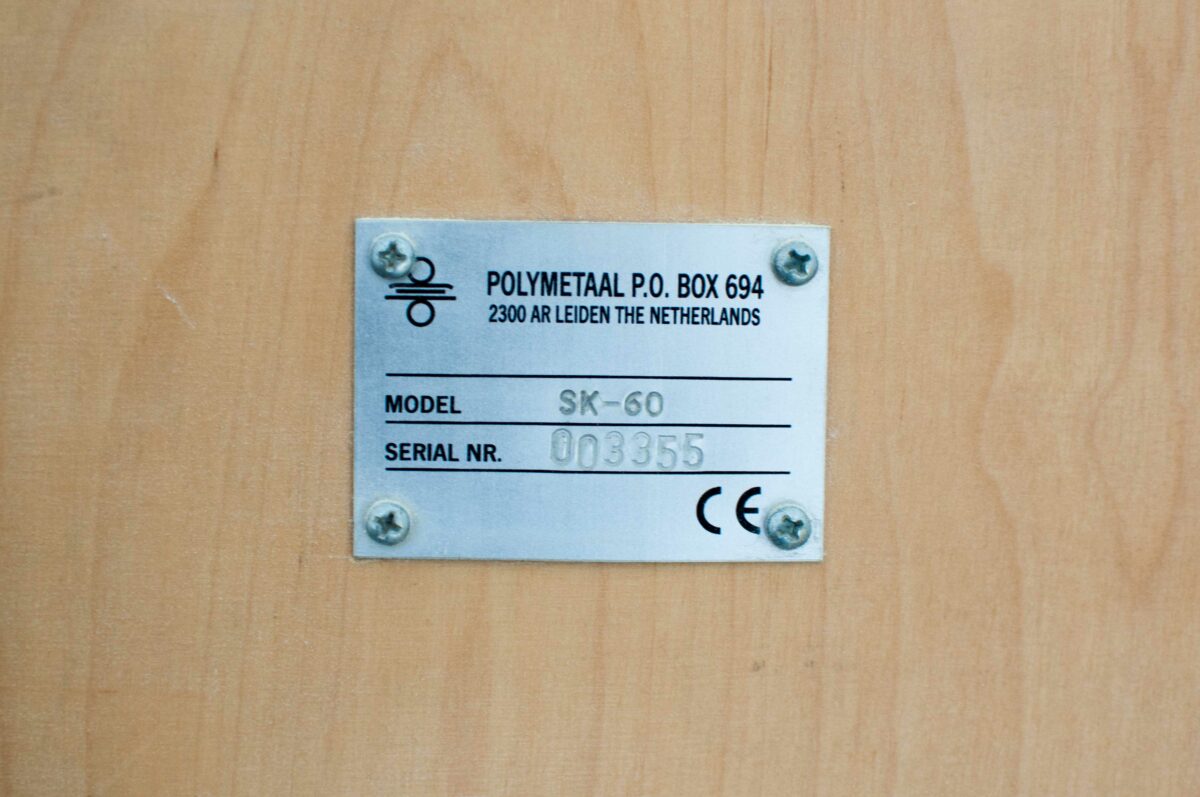 POLYMETAAL P.O. BOX 694
2300 AR LEIDEN THE NETHERLANDS
MODEL SK-60
SERIAL NR. 003355
CE